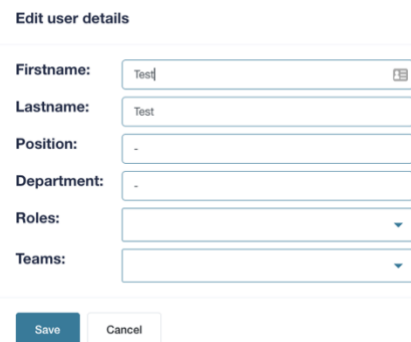 Edit user details
Firstname: Test
Lastname: Test
Position: -
Department: -
Roles:
Teams:
Save Cancel